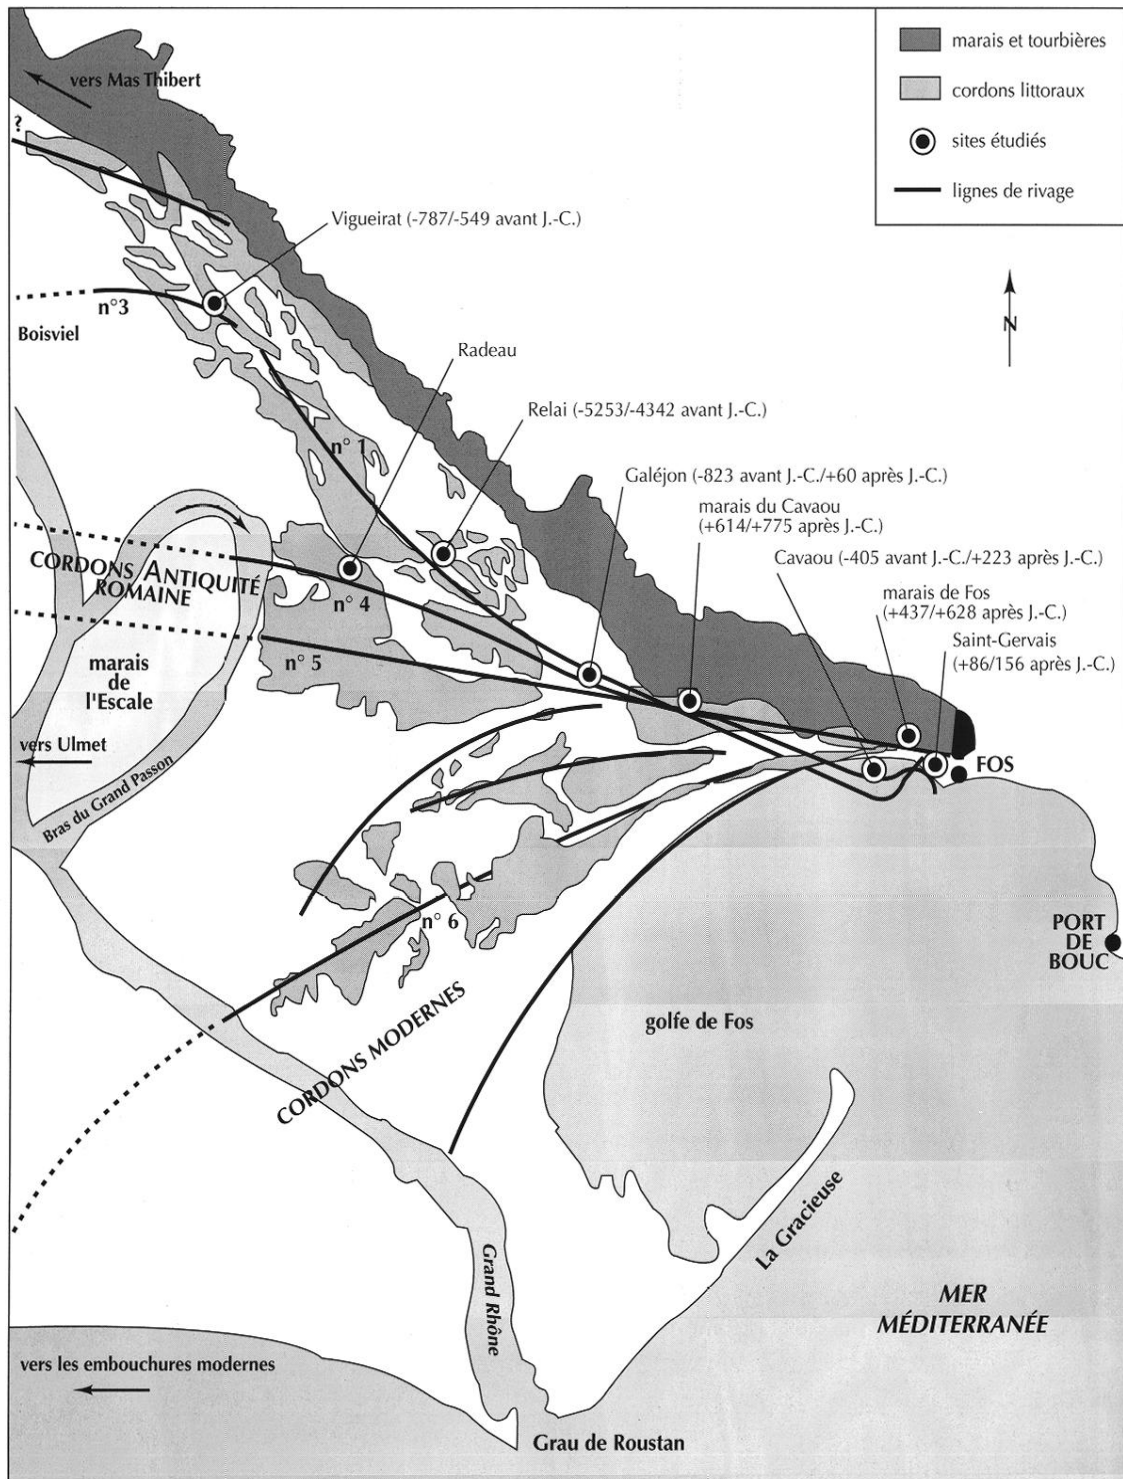 marais et tourbières
cordons littoraux
sites étudiés
lignes de rivage
vers Mas Thibert
?
Vigueirat (-787/-549 avant J.-C.)
n°3
Boisviel
N
Radeau
Relai (-5253/-4342 avant J.-C.)
n° 1
Galéjon (-823 avant J.-C./+60 après J.-C.)
marais du Cavaou
(+614/+775 après J.-C.)
Cavaou (-405 avant J.-C./+223 après J.-C.)
marais de Fos
(+437/+628 après J.-C.)
Saint-Gervais
(+86/156 après J.-C.)
CORDONS ANTIQUITÉ
ROMAINE
n° 4
n° 5
marais
de
l'Escale
vers Ulmet
Bras du Grand Passon
FOS
n° 6
PORT
DE
BOUC
CORDONS MODERNES
golfe de Fos
La Gracieuse
Grand Rhône
MER
MÉDITERRANÉE
vers les embouchures modernes
Grau de Roustan